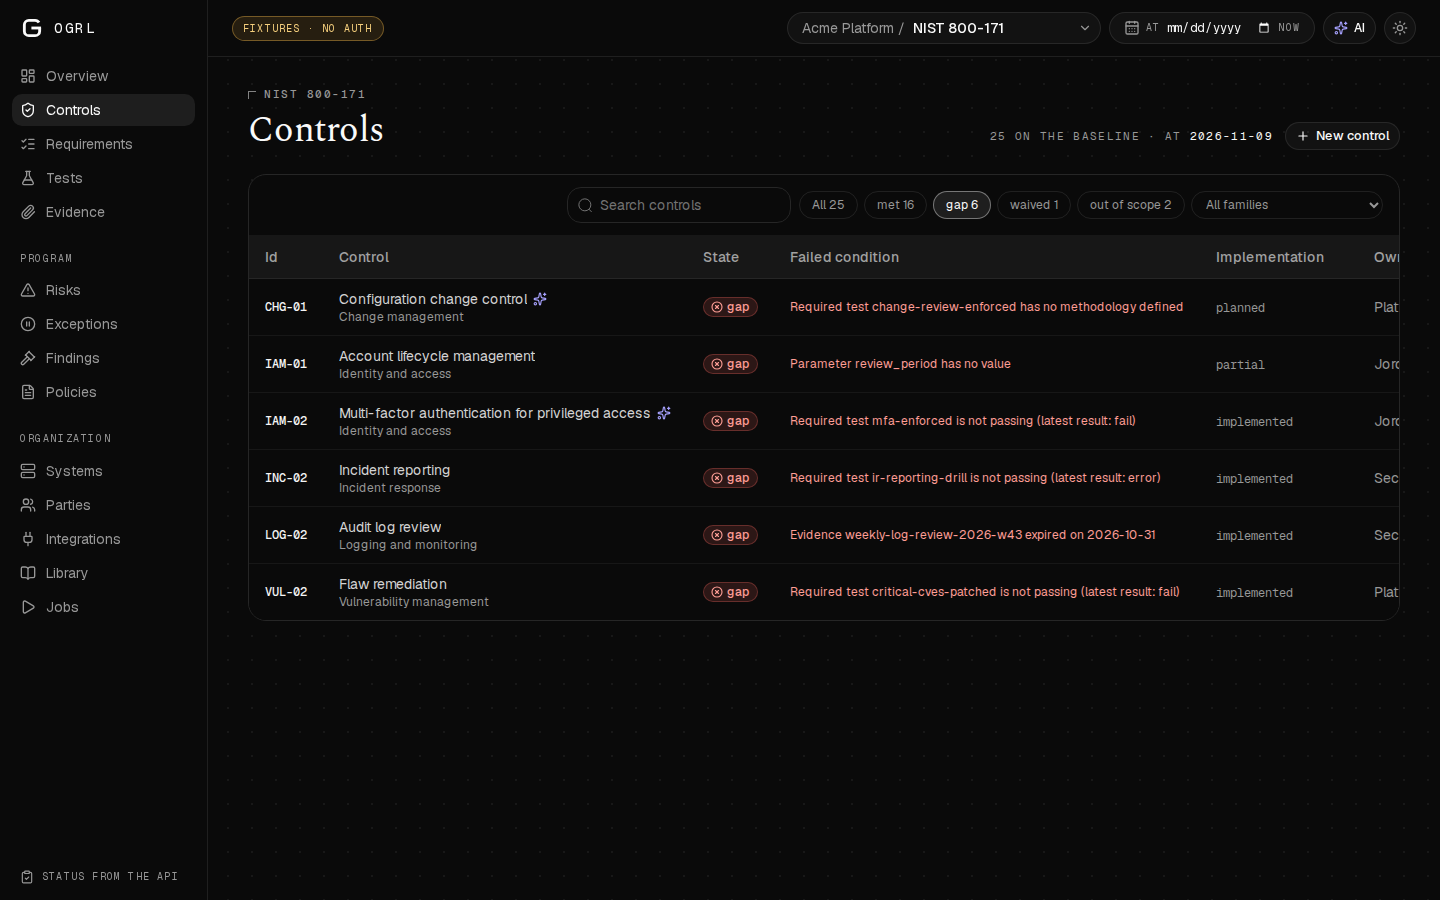 OGRL
FIXTURES · NO AUTH
Acme Platform / NIST 800-171
AT mm/dd/yyyy NOW
AI
Overview
Controls
Requirements
Tests
Evidence
PROGRAM
Risks
Exceptions
Findings
Policies
ORGANIZATION
Systems
Parties
Integrations
Library
Jobs
STATUS FROM THE API
NIST 800-171
Controls
25 ON THE BASELINE · AT 2026-11-09
New control
Search controls
All 25
met 16
gap 6
waived 1
out of scope 2
All families
Id Control State Failed condition Implementation
CHG-01 Configuration change control gap Required test change-review-enforced has no methodology defined planned
Change management
IAM-01 Account lifecycle management gap Parameter review_period has no value partial
Identity and access
IAM-02 Multi-factor authentication for privileged access gap Required test mfa-enforced is not passing (latest result: fail) implemented
Identity and access
INC-02 Incident reporting gap Required test ir-reporting-drill is not passing (latest result: error) implemented
Incident response
LOG-02 Audit log review gap Evidence weekly-log-review-2026-w43 expired on 2026-10-31 implemented
Logging and monitoring
VUL-02 Flaw remediation gap Required test critical-cves-patched is not passing (latest result: fail) implemented
Vulnerability management